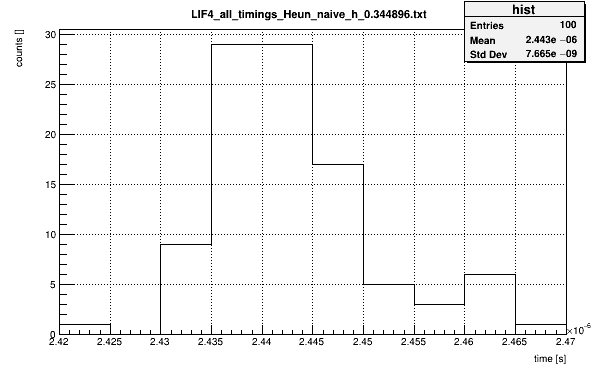 LIF4_all_timings_Heun_naive_h_0.344896.txt
hist
Entries 100
Mean 2.443e −06
Std Dev 7.665e −09
counts []
30
25
20
15
10
5
0
2.42 2.425 2.43 2.435 2.44 2.445 2.45 2.455 2.46 2.465 2.47
×10⁻⁶
time [s]